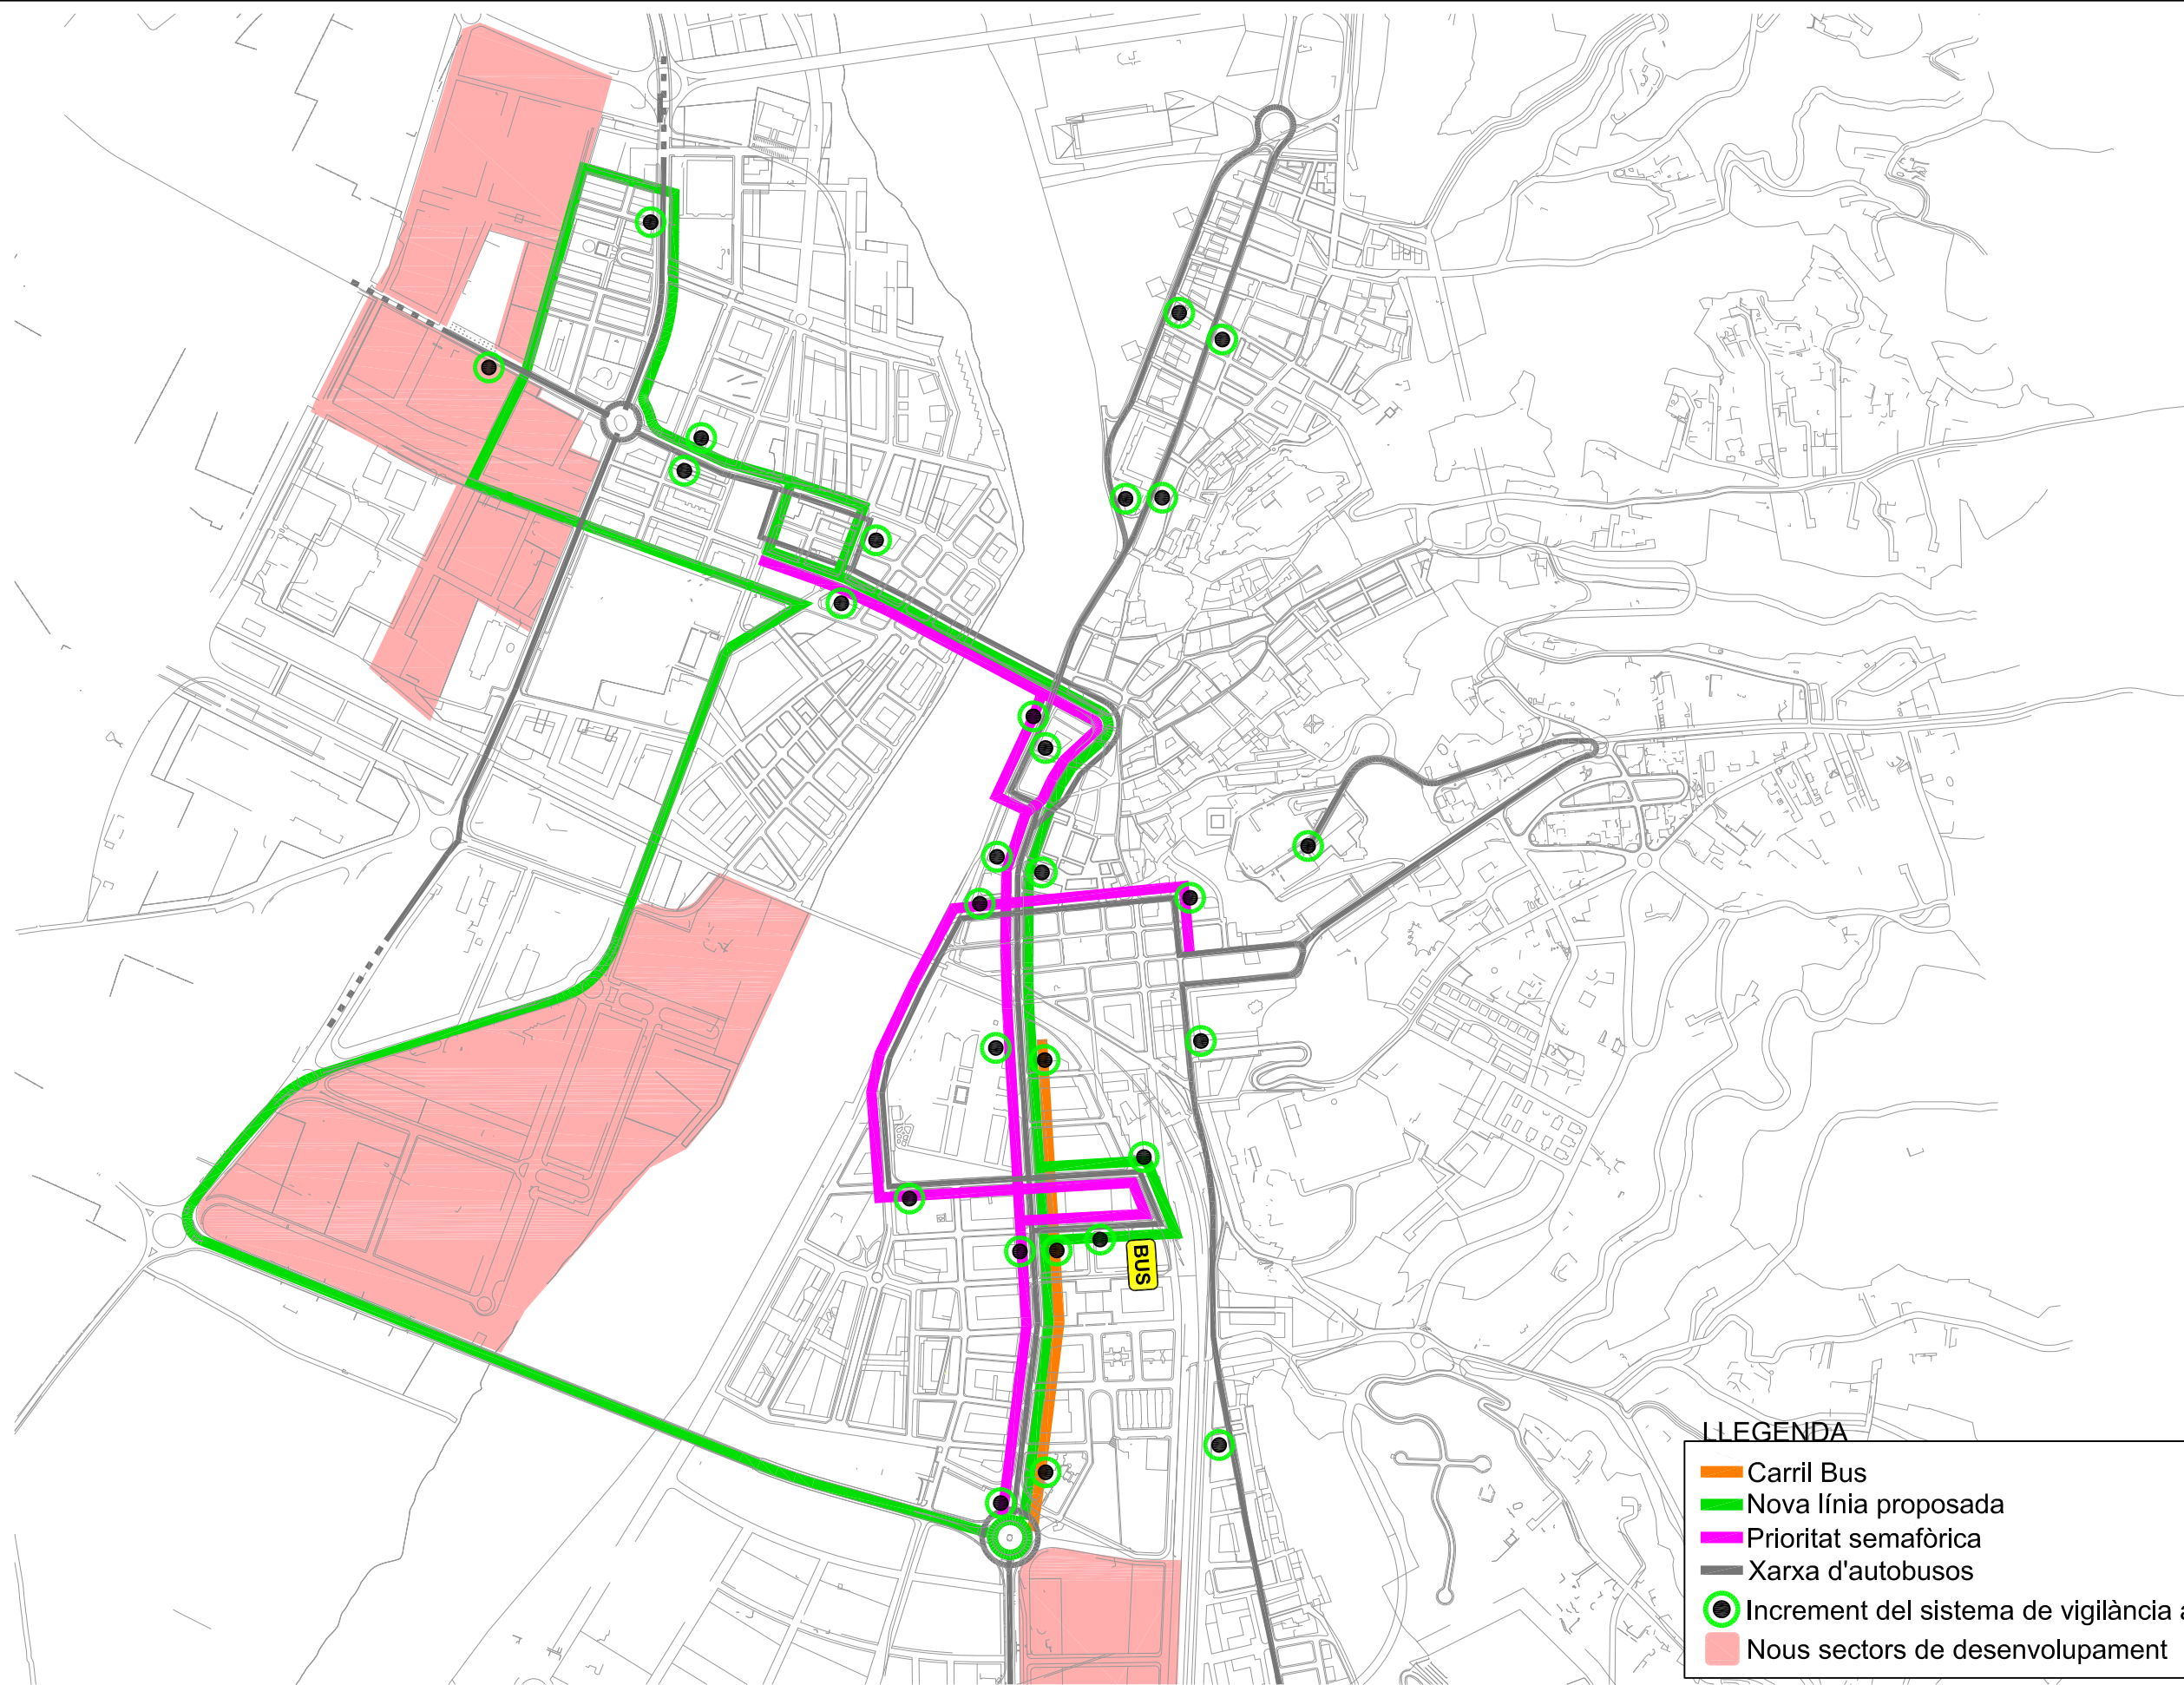 BUS
LLEGENDA
Carril Bus
Nova línia proposada
Prioritat semafòrica
Xarxa d'autobusos
Increment del sistema de vigilància a
Nous sectors de desenvolupament